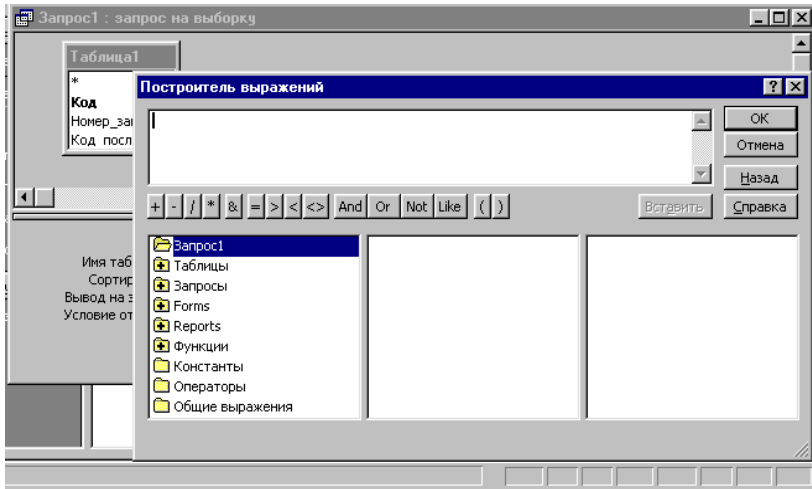 Запрос1 : запрос на выборку
Таблица1
*
Код
Номер_за
Код посл
Построитель выражений
ОК
Отмена
Назад
Справка
+ - / * & = > < <> And Or Not Like ( )
Вставить
Имя таб
Сортир
Вывод на э
Условие от
Запрос1
Таблицы
Запросы
Forms
Reports
Функции
Константы
Операторы
Общие выражения